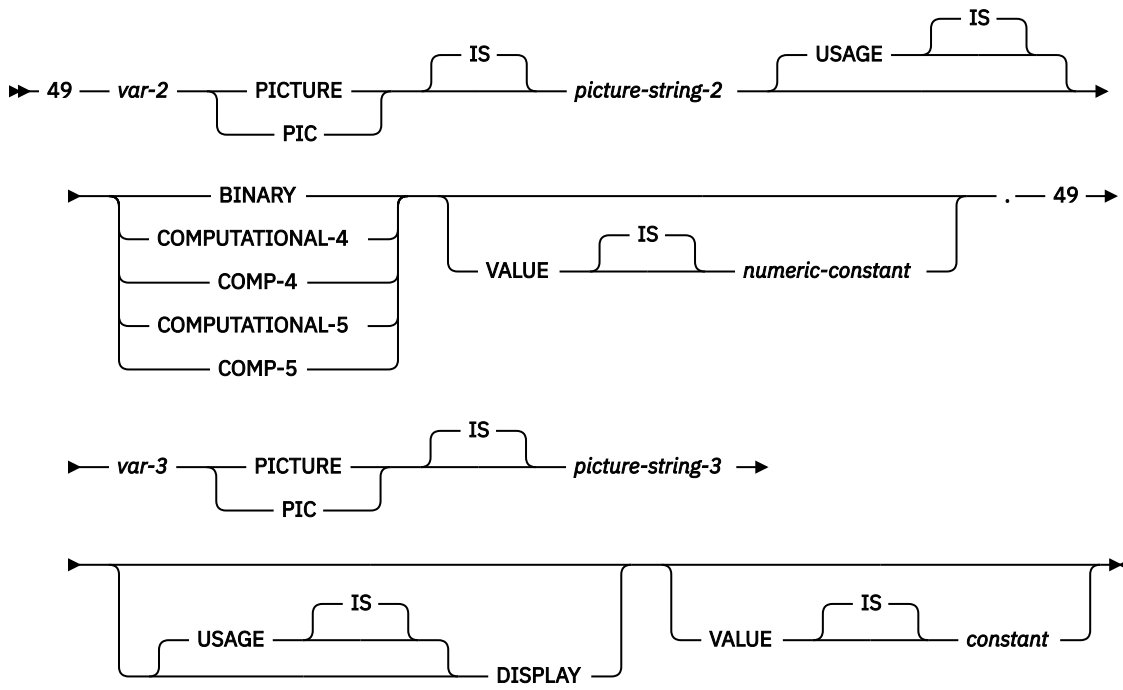 IS
IS
USAGE
49 var-2 PICTURE picture-string-2
PIC
BINARY . 49
COMPUTATIONAL-4
IS
COMP-4
VALUE numeric-constant
COMPUTATIONAL-5
COMP-5
IS
var-3 PICTURE picture-string-3
PIC
IS IS
USAGE VALUE constant
DISPLAY